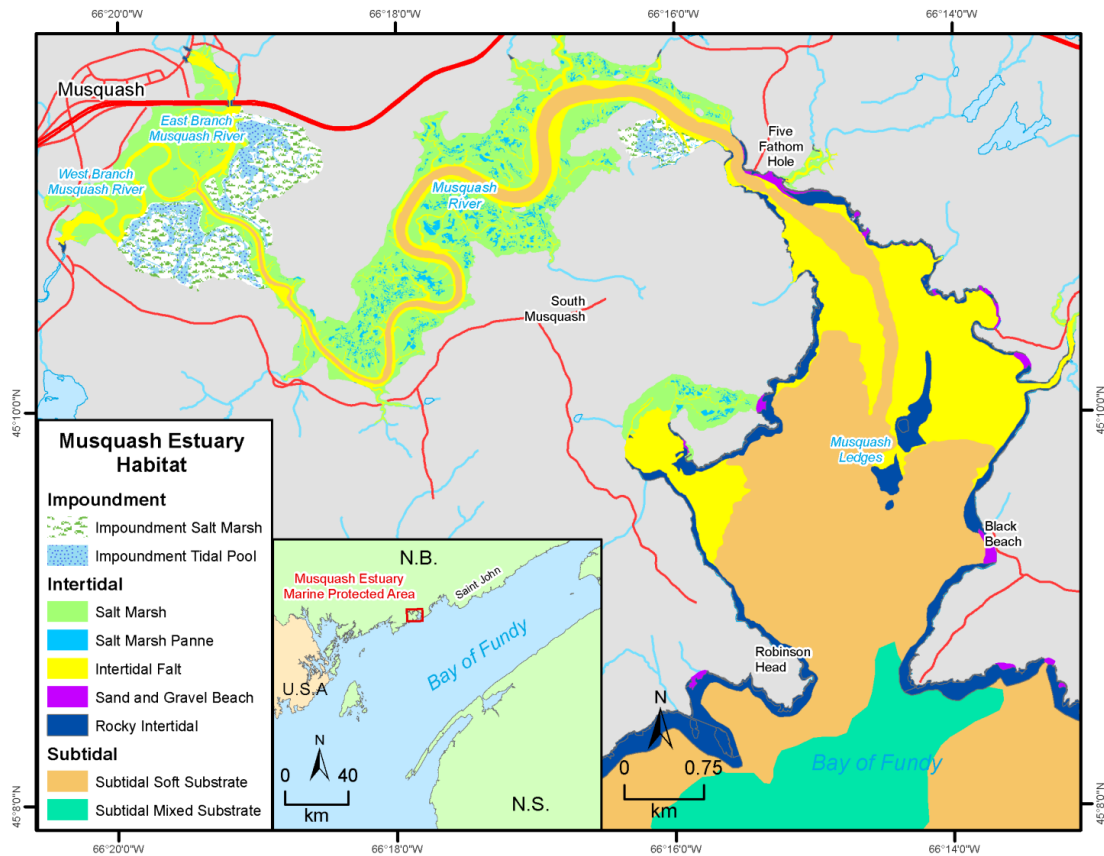 66°20'0"W
66°18'0"W
66°16'0"W
66°14'0"W
Musquash
East Branch
Musquash River
West Branch
Musquash River
Musquash
River
Five
Fathom
Hole
South
Musquash
45°10'0"N
45°10'0"N
Musquash
Ledges
Black
Beach
Robinson
Head
Bay of Fundy
N
0 0.75
km
Musquash Estuary
Habitat
Impoundment
Impoundment Salt Marsh
Impoundment Tidal Pool
Intertidal
Salt Marsh
Salt Marsh Panne
Intertidal Falt
Sand and Gravel Beach
Rocky Intertidal
Subtidal
Subtidal Soft Substrate
Subtidal Mixed Substrate
N.B.
Musquash Estuary
Marine Protected Area
Saint John
Bay of Fundy
U.S.A
N
0 40
km
N.S.
45°8'0"N
45°8'0"N
66°20'0"W
66°18'0"W
66°16'0"W
66°14'0"W